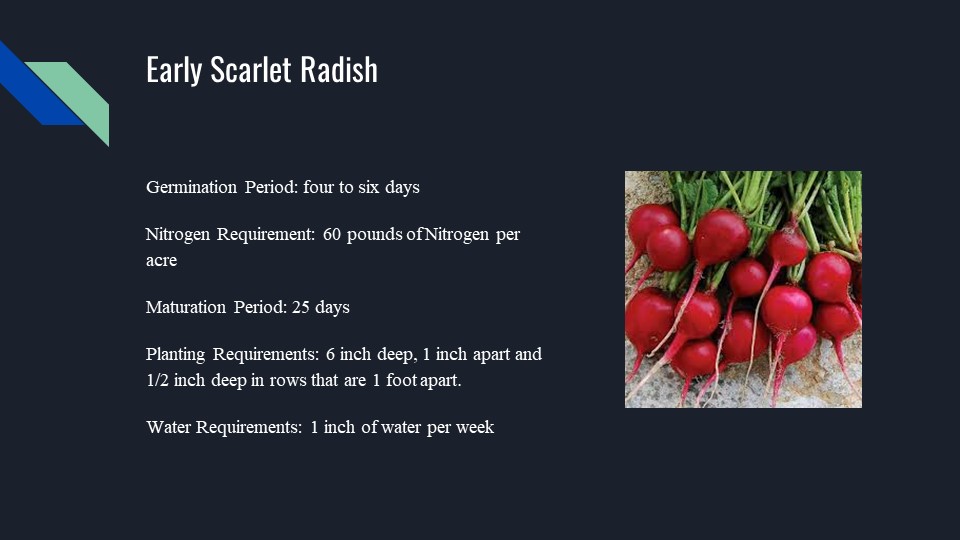 Early Scarlet Radish
Germination Period: four to six days
Nitrogen Requirement: 60 pounds of Nitrogen per
acre
Maturation Period: 25 days
Planting Requirements: 6 inch deep, 1 inch apart and
1/2 inch deep in rows that are 1 foot apart.
Water Requirements: 1 inch of water per week